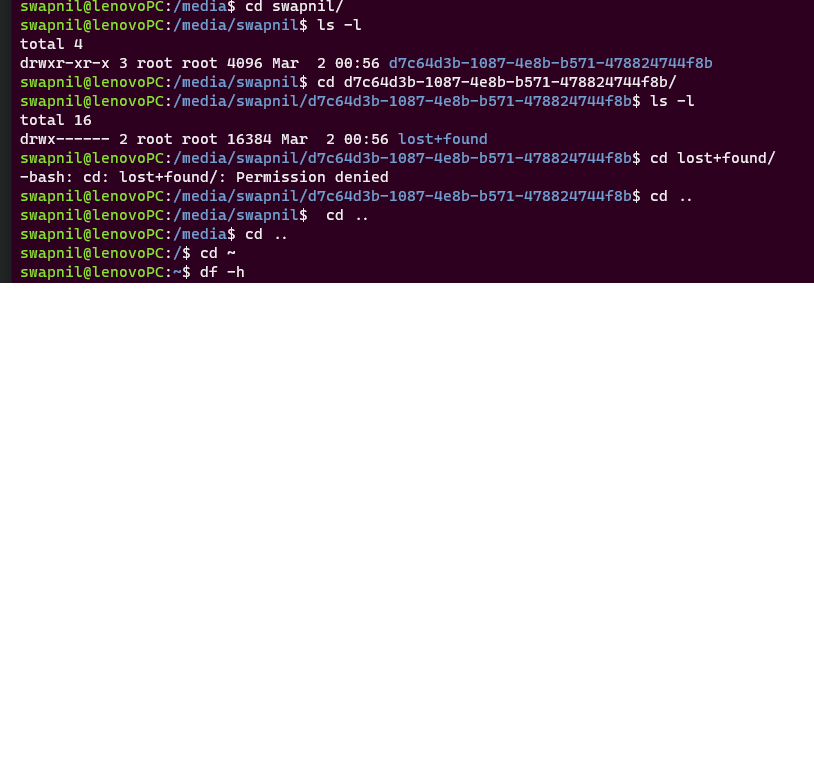 swapnil@lenovoPC:/media$ cd swapnil/
swapnil@lenovoPC:/media/swapnil$ ls -l
total 4
drwxr-xr-x 3 root root 4096 Mar  2 00:56 d7c64d3b-1087-4e8b-b571-478824744f8b
swapnil@lenovoPC:/media/swapnil$ cd d7c64d3b-1087-4e8b-b571-478824744f8b/
swapnil@lenovoPC:/media/swapnil/d7c64d3b-1087-4e8b-b571-478824744f8b$ ls -l
total 16
drwx------ 2 root root 16384 Mar  2 00:56 lost+found
swapnil@lenovoPC:/media/swapnil/d7c64d3b-1087-4e8b-b571-478824744f8b$ cd lost+found/
-bash: cd: lost+found/: Permission denied
swapnil@lenovoPC:/media/swapnil/d7c64d3b-1087-4e8b-b571-478824744f8b$ cd ..
swapnil@lenovoPC:/media/swapnil$  cd ..
swapnil@lenovoPC:/media$ cd ..
swapnil@lenovoPC:/$ cd ~
swapnil@lenovoPC:~$ df -h